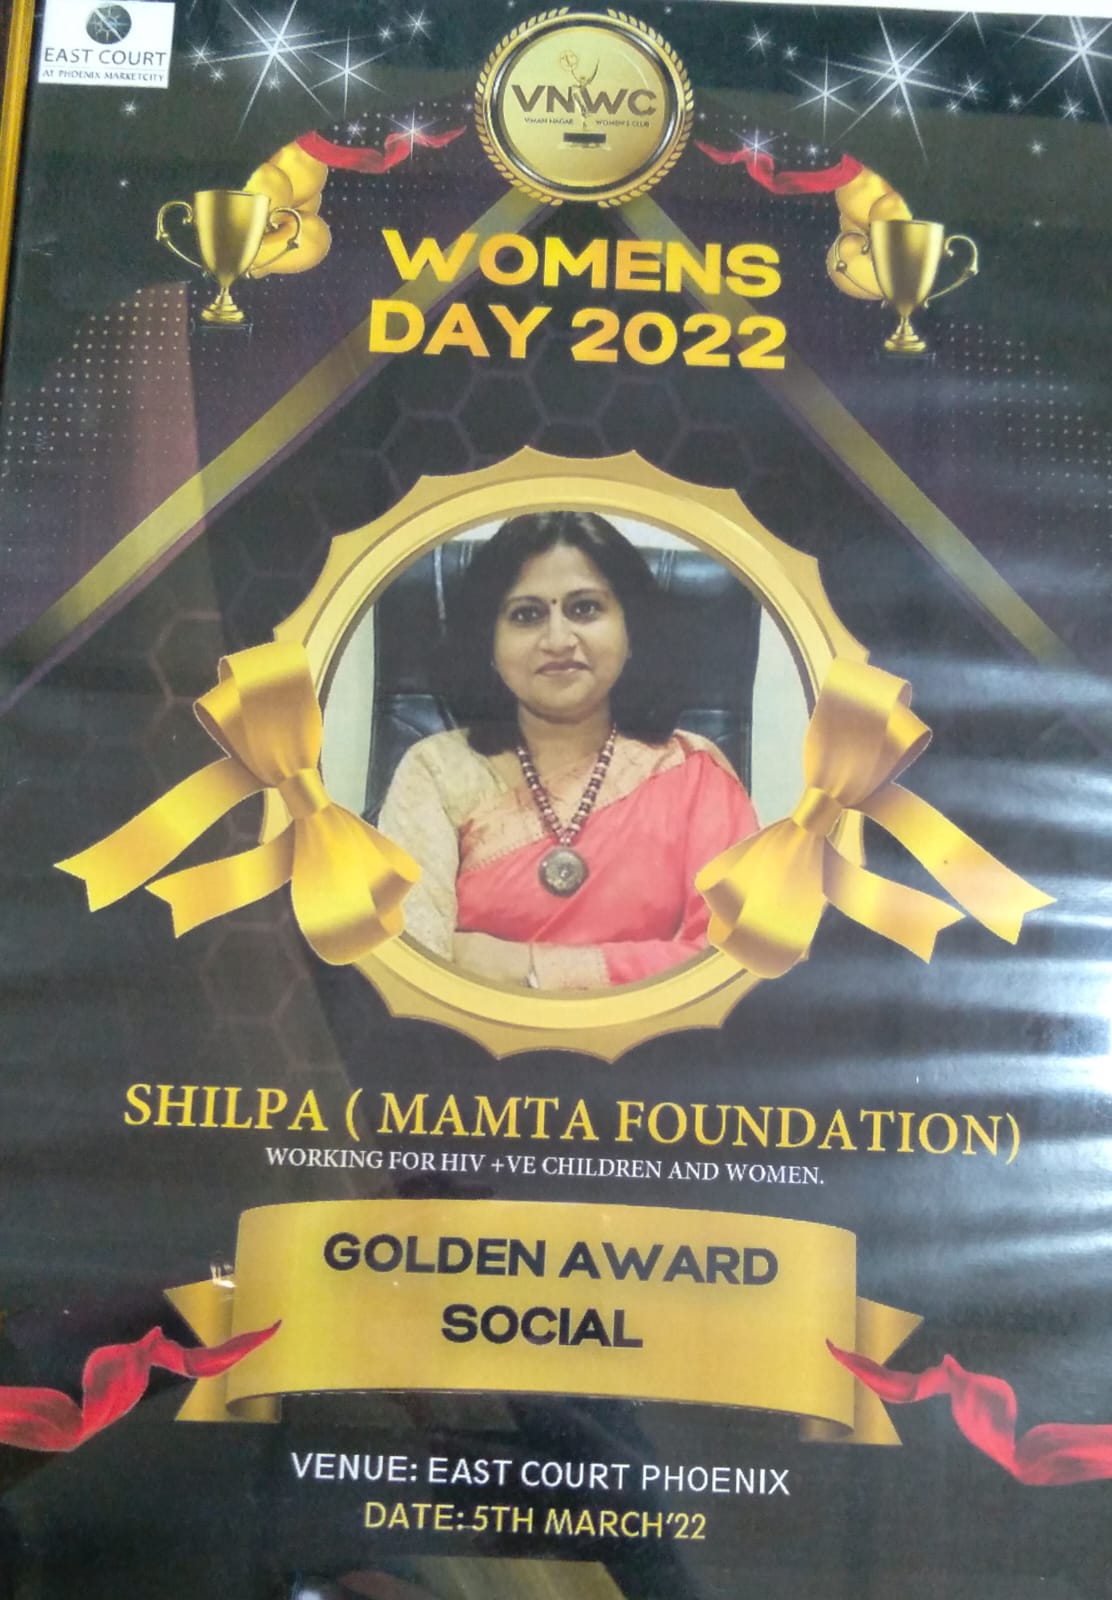 EAST COURT
AT PHOENIX MARKETCITY
VNWC
VIMAN NAGAR WOMEN'S CLUB
WOMENS
DAY 2022
SHILPA ( MAMTA FOUNDATION)
WORKING FOR HIV +VE CHILDREN AND WOMEN.
GOLDEN AWARD
SOCIAL
VENUE: EAST COURT PHOENIX
DATE: 5TH MARCH'22